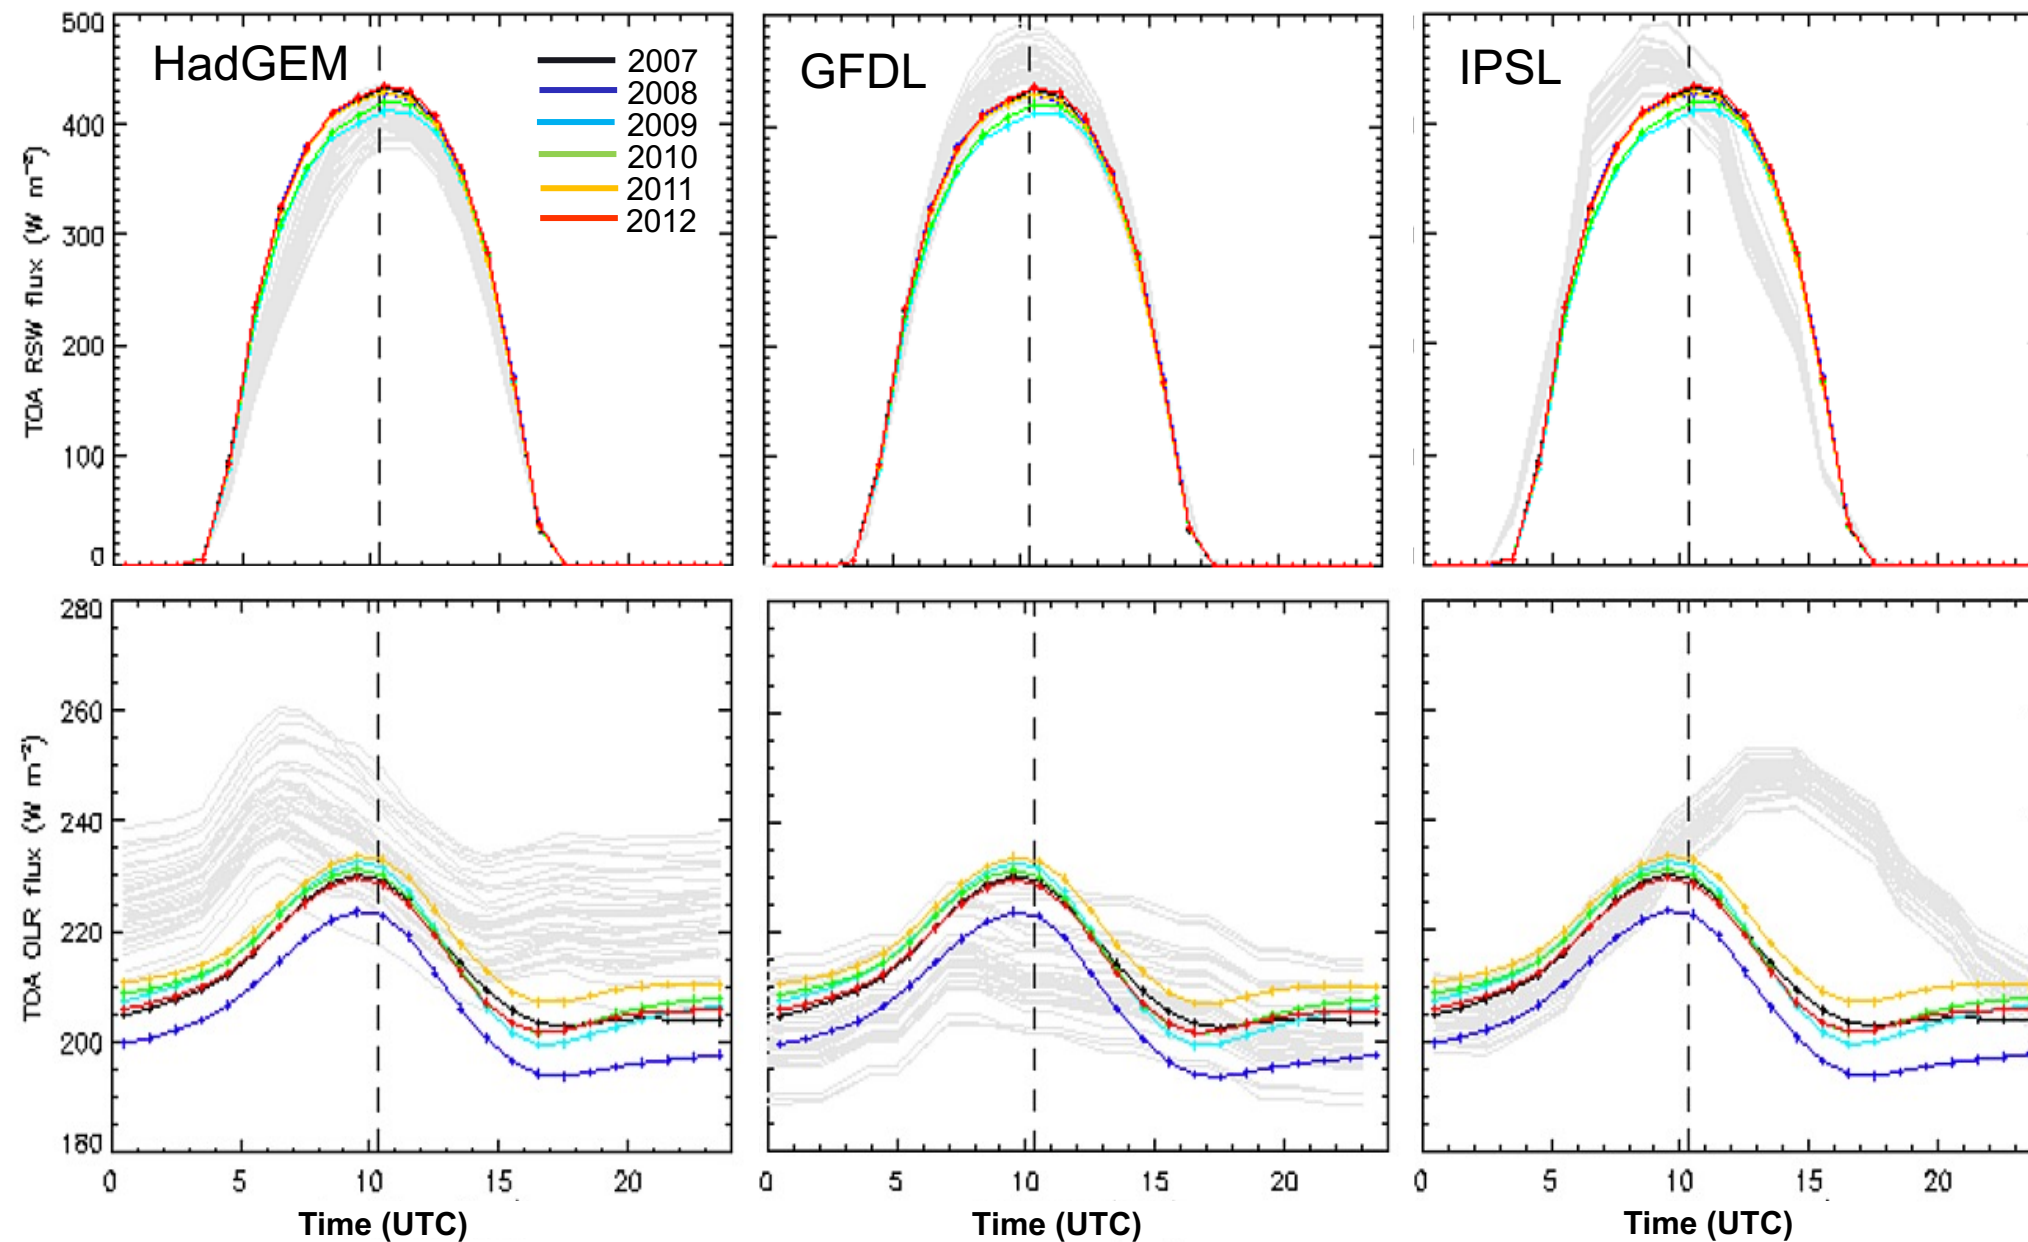 HadGEM
GFDL
IPSL
2007
2008
2009
2010
2011
2012
TOA RSW flux (W m⁻²)
500
400
300
200
100
0
TOA OLR flux (W m⁻²)
280
260
240
220
200
180
0 5 10 15 20
0 5 10 15 20
0 5 10 15 20
Time (UTC)
Time (UTC)
Time (UTC)